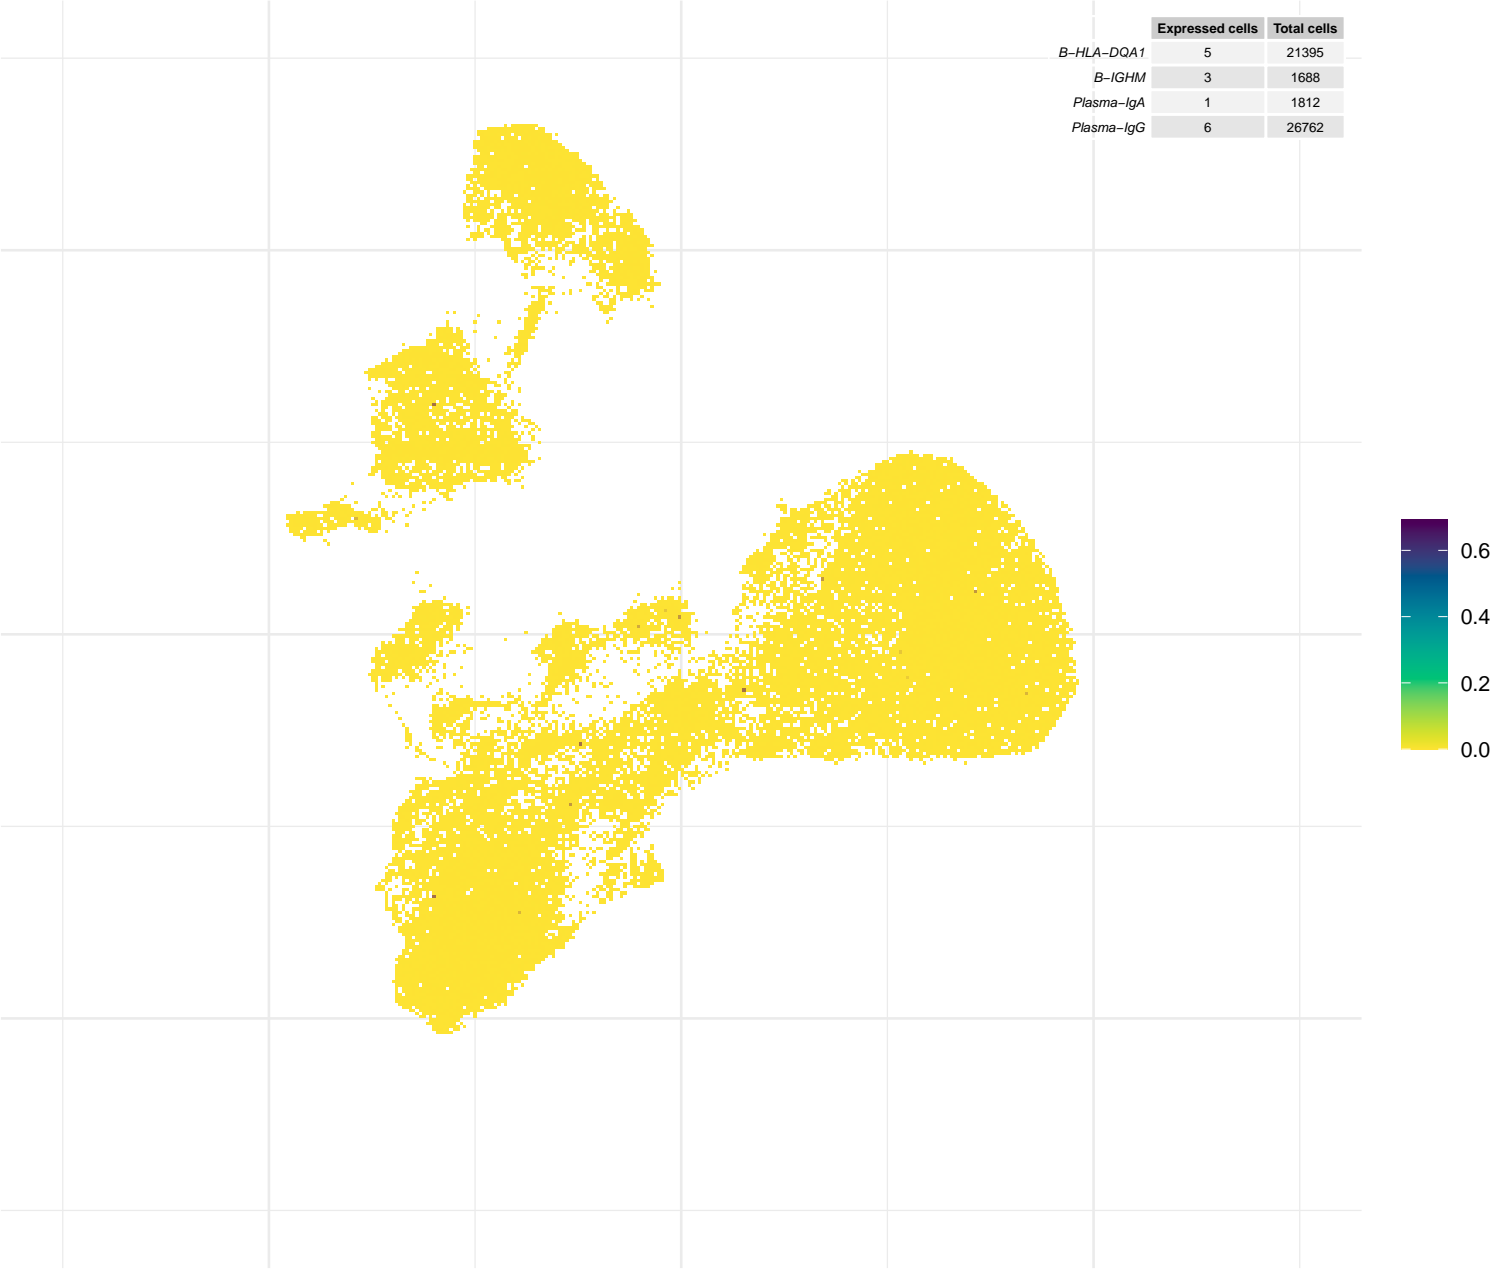 Expressed cells Total cells
B−HLA−DQA1 5 21395
B−IGHM 3 1688
Plasma−IgA 1 1812
Plasma−IgG 6 26762
0.6
0.4
0.2
0.0